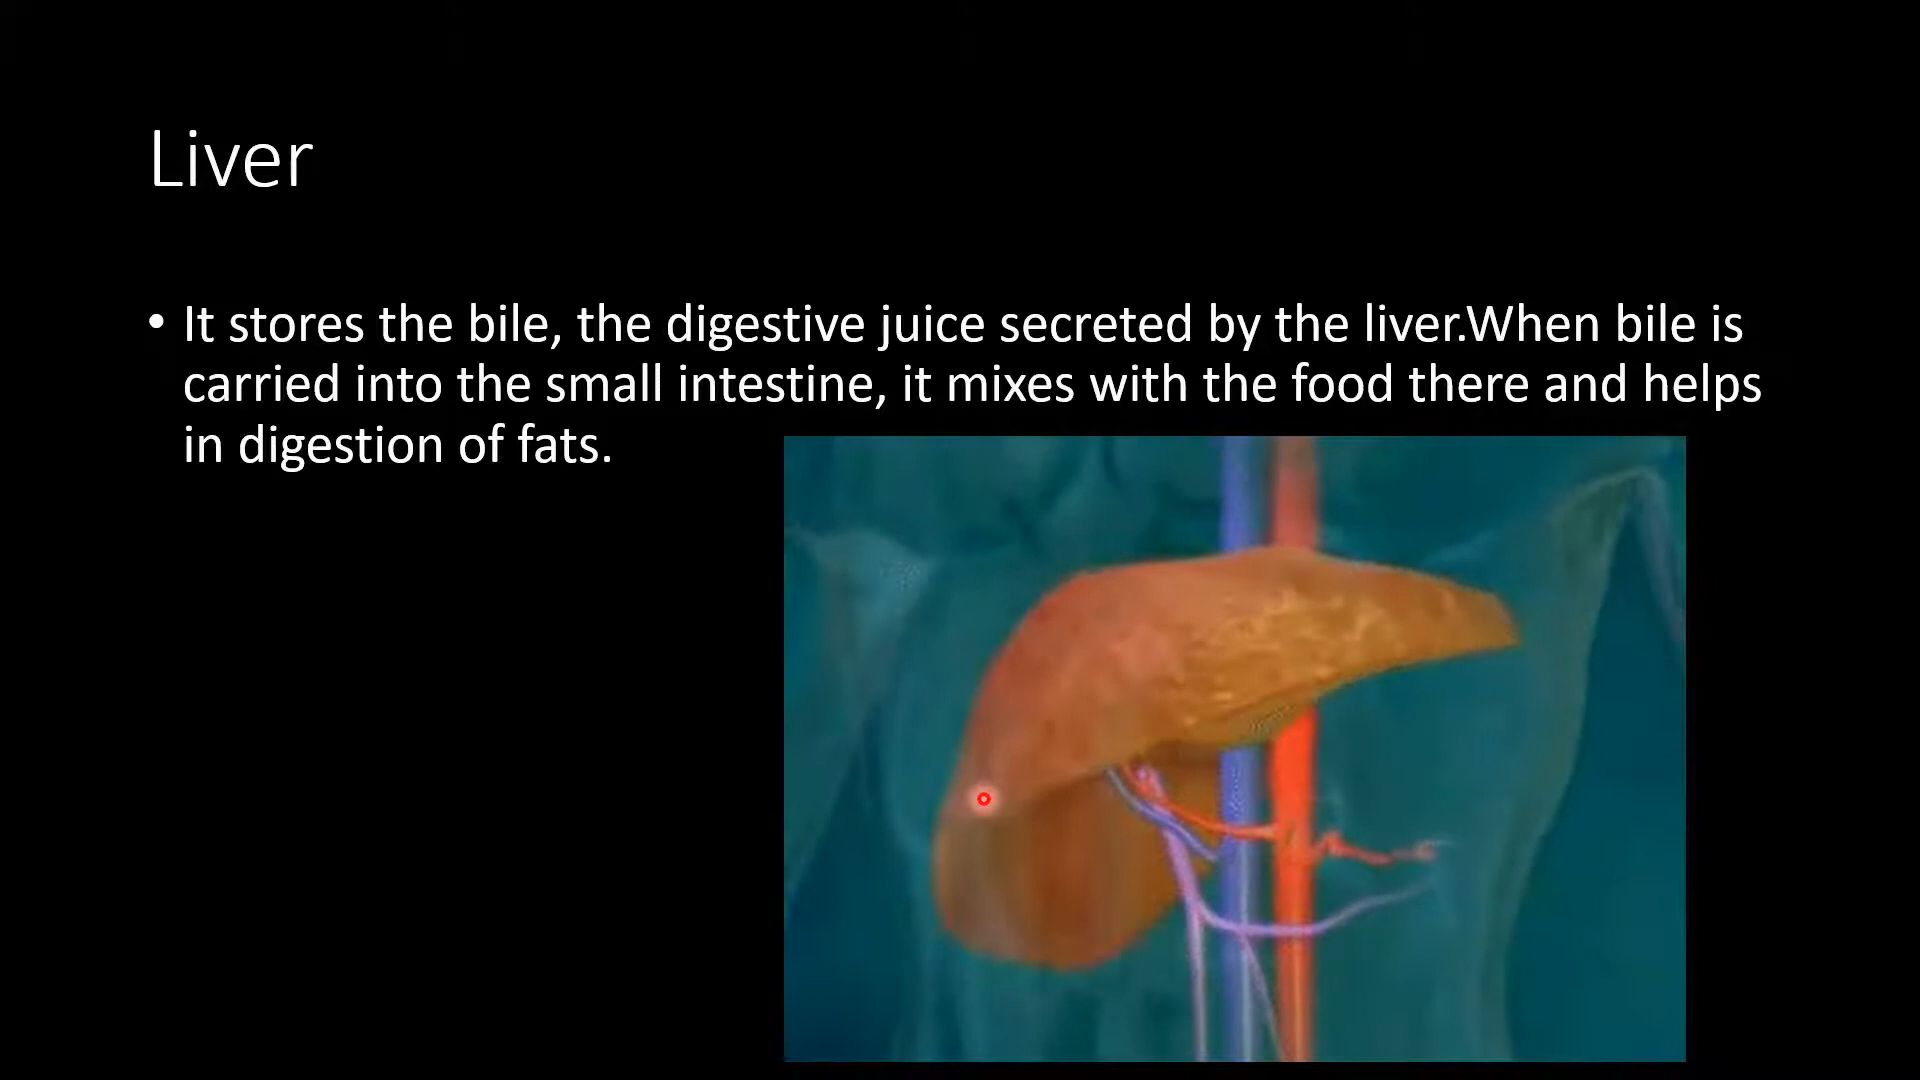 Liver
• It stores the bile, the digestive juice secreted by the liver.When bile is
carried into the small intestine, it mixes with the food there and helps
in digestion of fats.